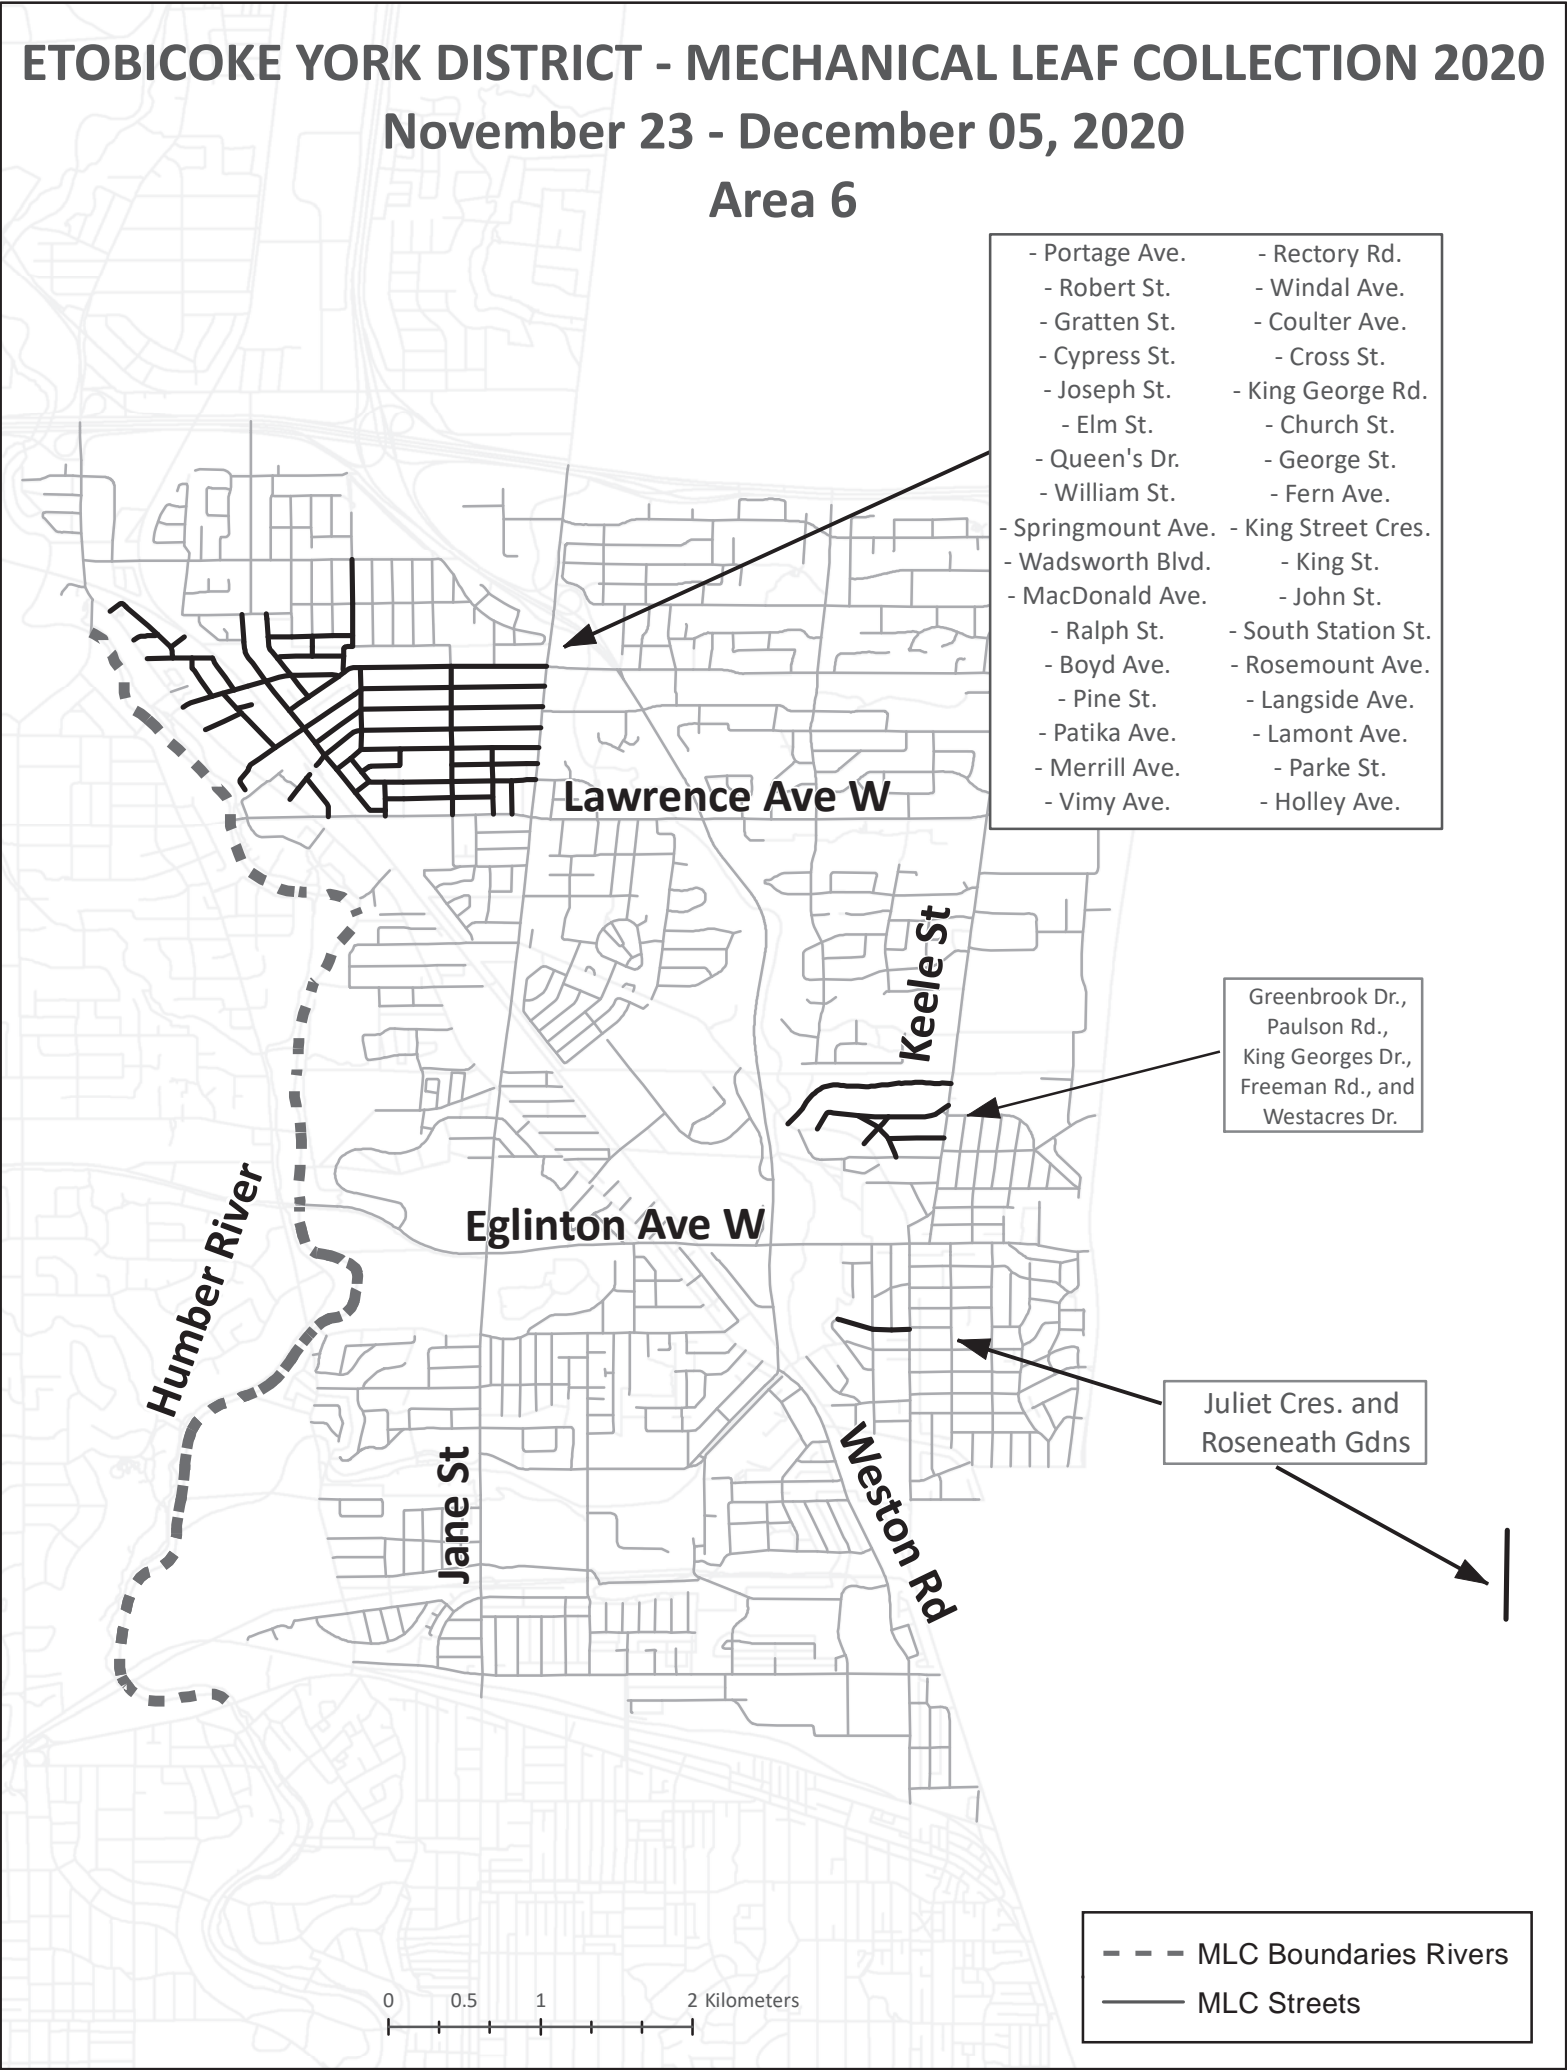 ETOBICOKE YORK DISTRICT - MECHANICAL LEAF COLLECTION 2020
November 23 - December 05, 2020
Area 6
- Portage Ave.
- Robert St.
- Gratten St.
- Cypress St.
- Joseph St.
- Elm St.
- Queen's Dr.
- William St.
- Springmount Ave.
- Wadsworth Blvd.
- MacDonald Ave.
- Ralph St.
- Boyd Ave.
- Pine St.
- Patika Ave.
- Merrill Ave.
- Vimy Ave.
- Rectory Rd.
- Windal Ave.
- Coulter Ave.
- Cross St.
- King George Rd.
- Church St.
- George St.
- Fern Ave.
- King Street Cres.
- King St.
- John St.
- South Station St.
- Rosemount Ave.
- Langside Ave.
- Lamont Ave.
- Parke St.
- Holley Ave.
Lawrence Ave W
Keele St
Greenbrook Dr.,
Paulson Rd.,
King Georges Dr.,
Freeman Rd., and
Westacres Dr.
Humber River
Eglinton Ave W
Juliet Cres. and
Roseneath Gdns
Jane St
Weston Rd
MLC Boundaries Rivers
MLC Streets
0 0.5 1 2 Kilometers